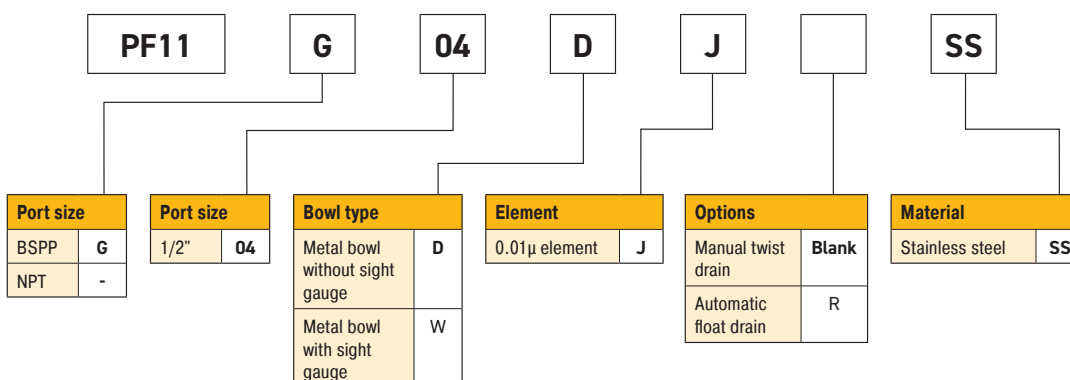 PF11 G 04 D J SS
Port size
BSPP G
NPT -
Port size
1/2" 04
Bowl type
Metal bowl D
without sight
gauge
Metal bowl W
with sight
gauge
Element
0.01µ element J
Options
Manual twist Blank
drain
Automatic R
float drain
Material
Stainless steel SS